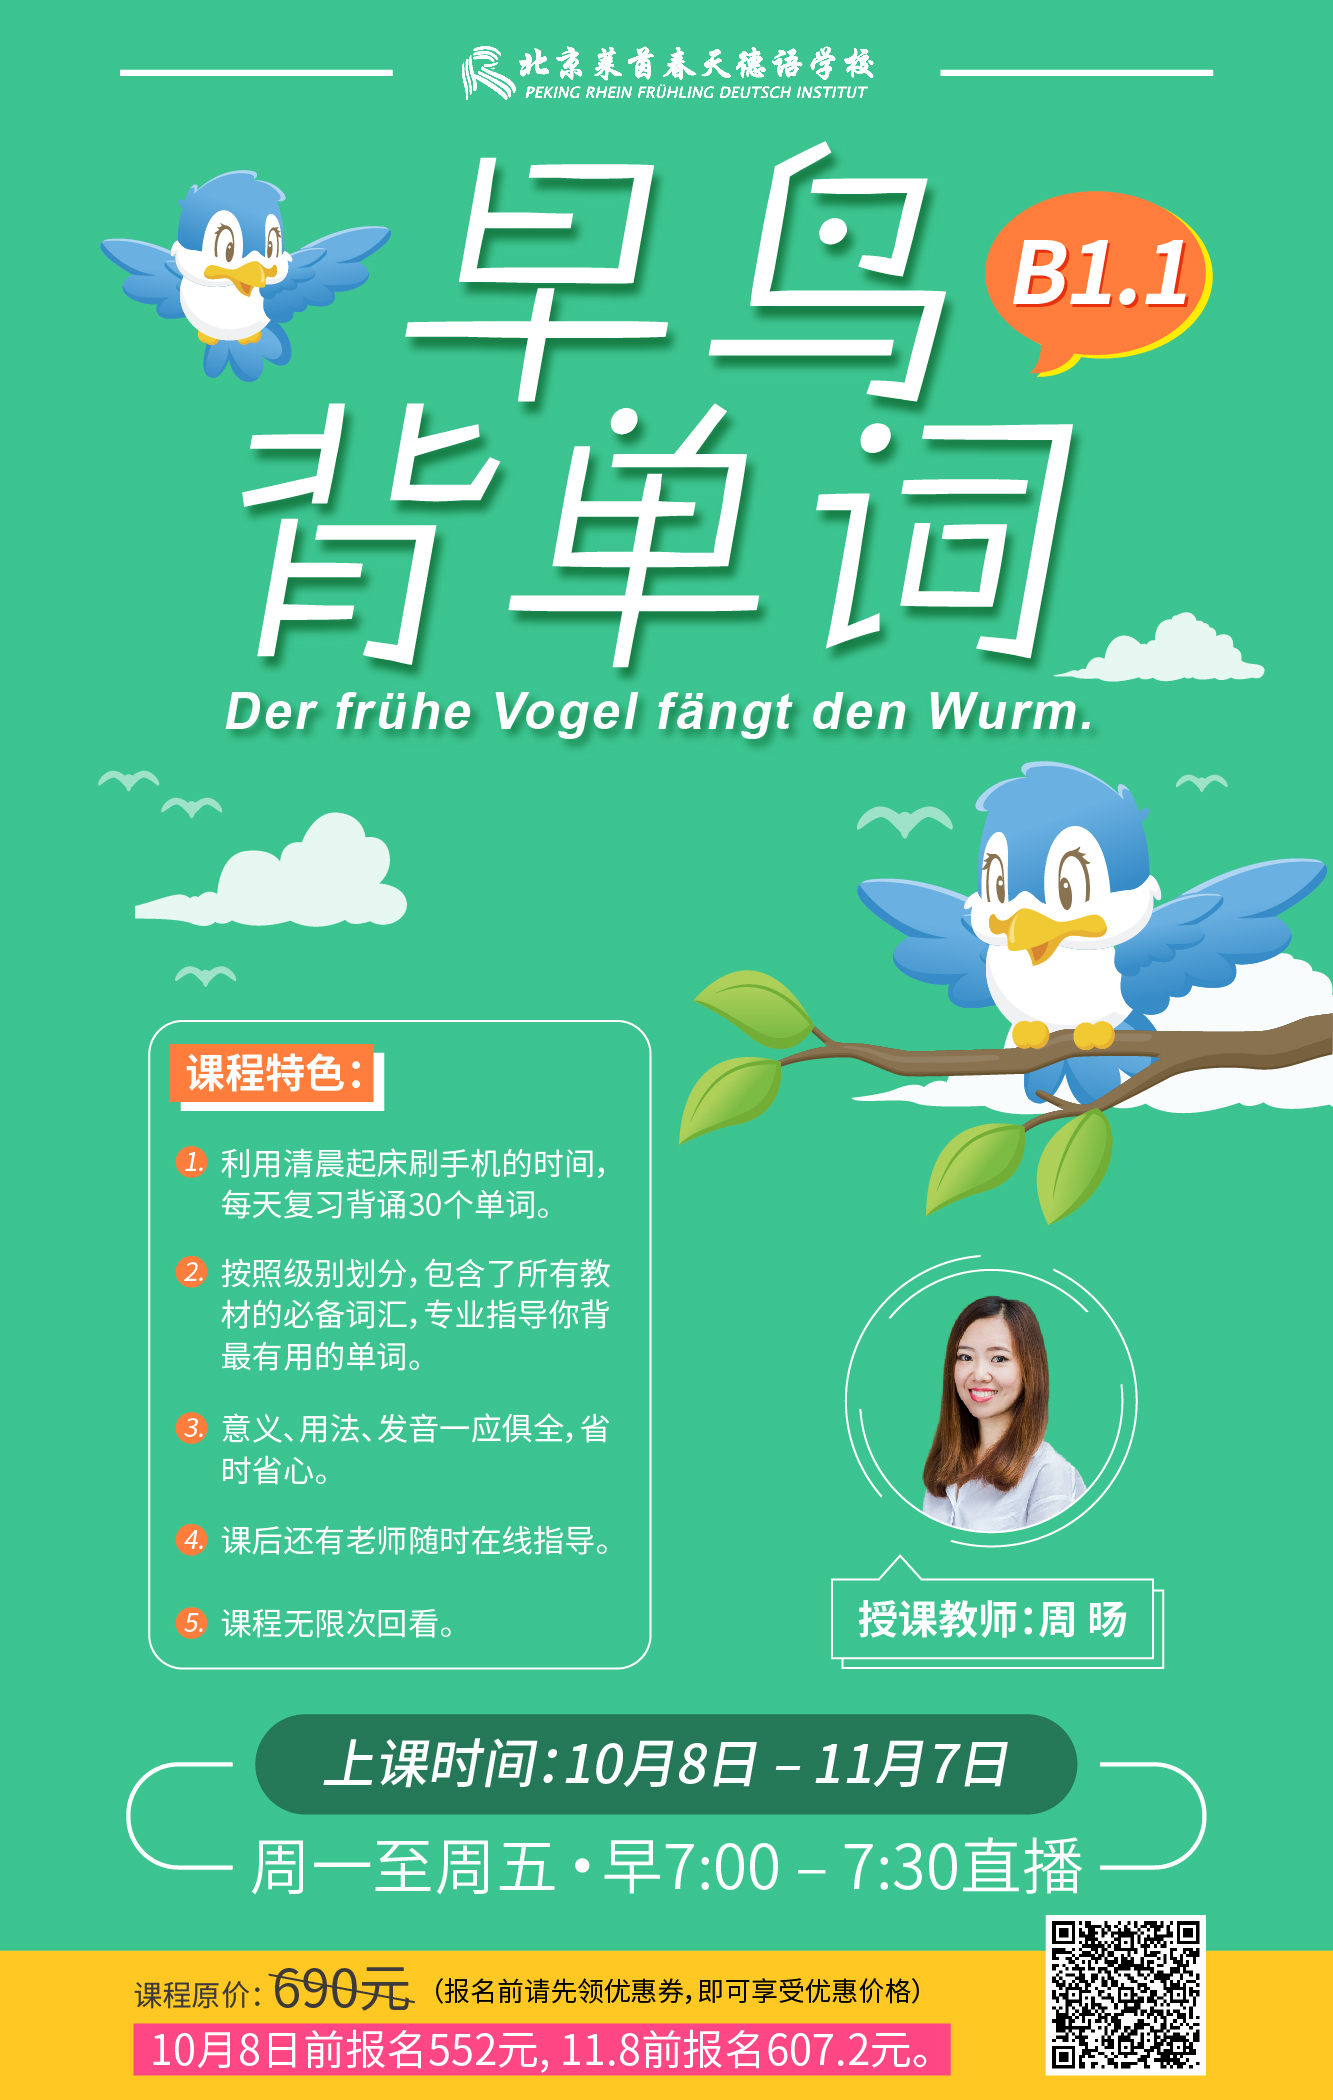 北京莱茵春天德语学校
PEKING RHEIN FRÜHLING DEUTSCH INSTITUT
早鸟
B1.1
背单词
Der frühe Vogel fängt den Wurm.
课程特色：
1. 利用清晨起床刷手机的时间，
每天复习背诵30个单词。
2. 按照级别划分，包含了所有教
材的必备词汇，专业指导你背
最有用的单词。
3. 意义、用法、发音一应俱全，省
时省心。
4. 课后还有老师随时在线指导。
5. 课程无限次回看。
授课教师：周 旸
上课时间：10月8日 – 11月7日
周一至周五·早7:00 – 7:30直播
课程原价：690元（报名前请先领优惠券，即可享受优惠价格）
10月8日前报名552元, 11.8前报名607.2元。